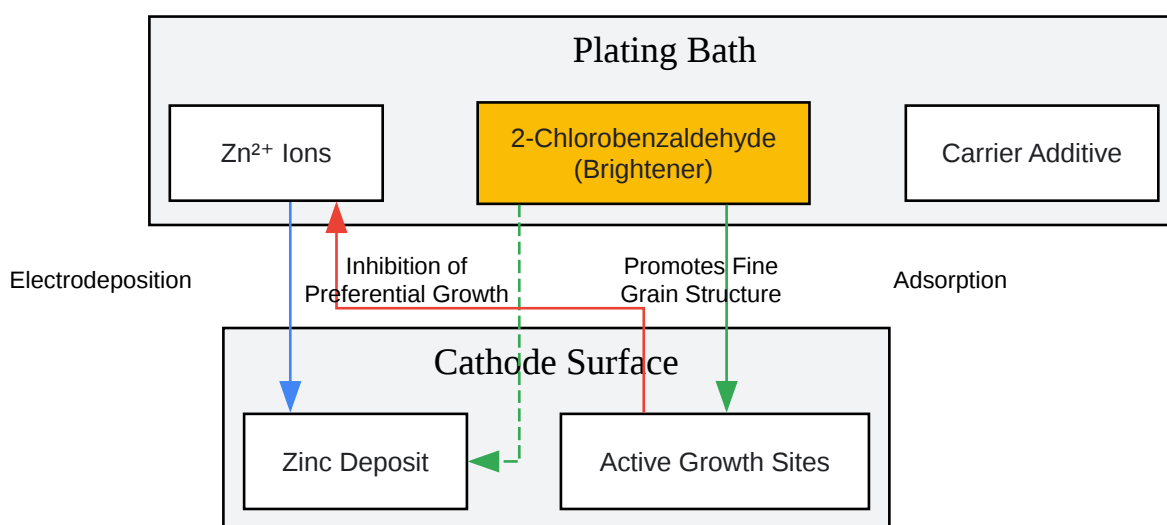 Plating Bath
Zn²⁺ Ions
2-Chlorobenzaldehyde
(Brightener)
Carrier Additive
Electrodeposition
Inhibition of
Preferential Growth
Promotes Fine
Grain Structure
Adsorption
Cathode Surface
Zinc Deposit
Active Growth Sites